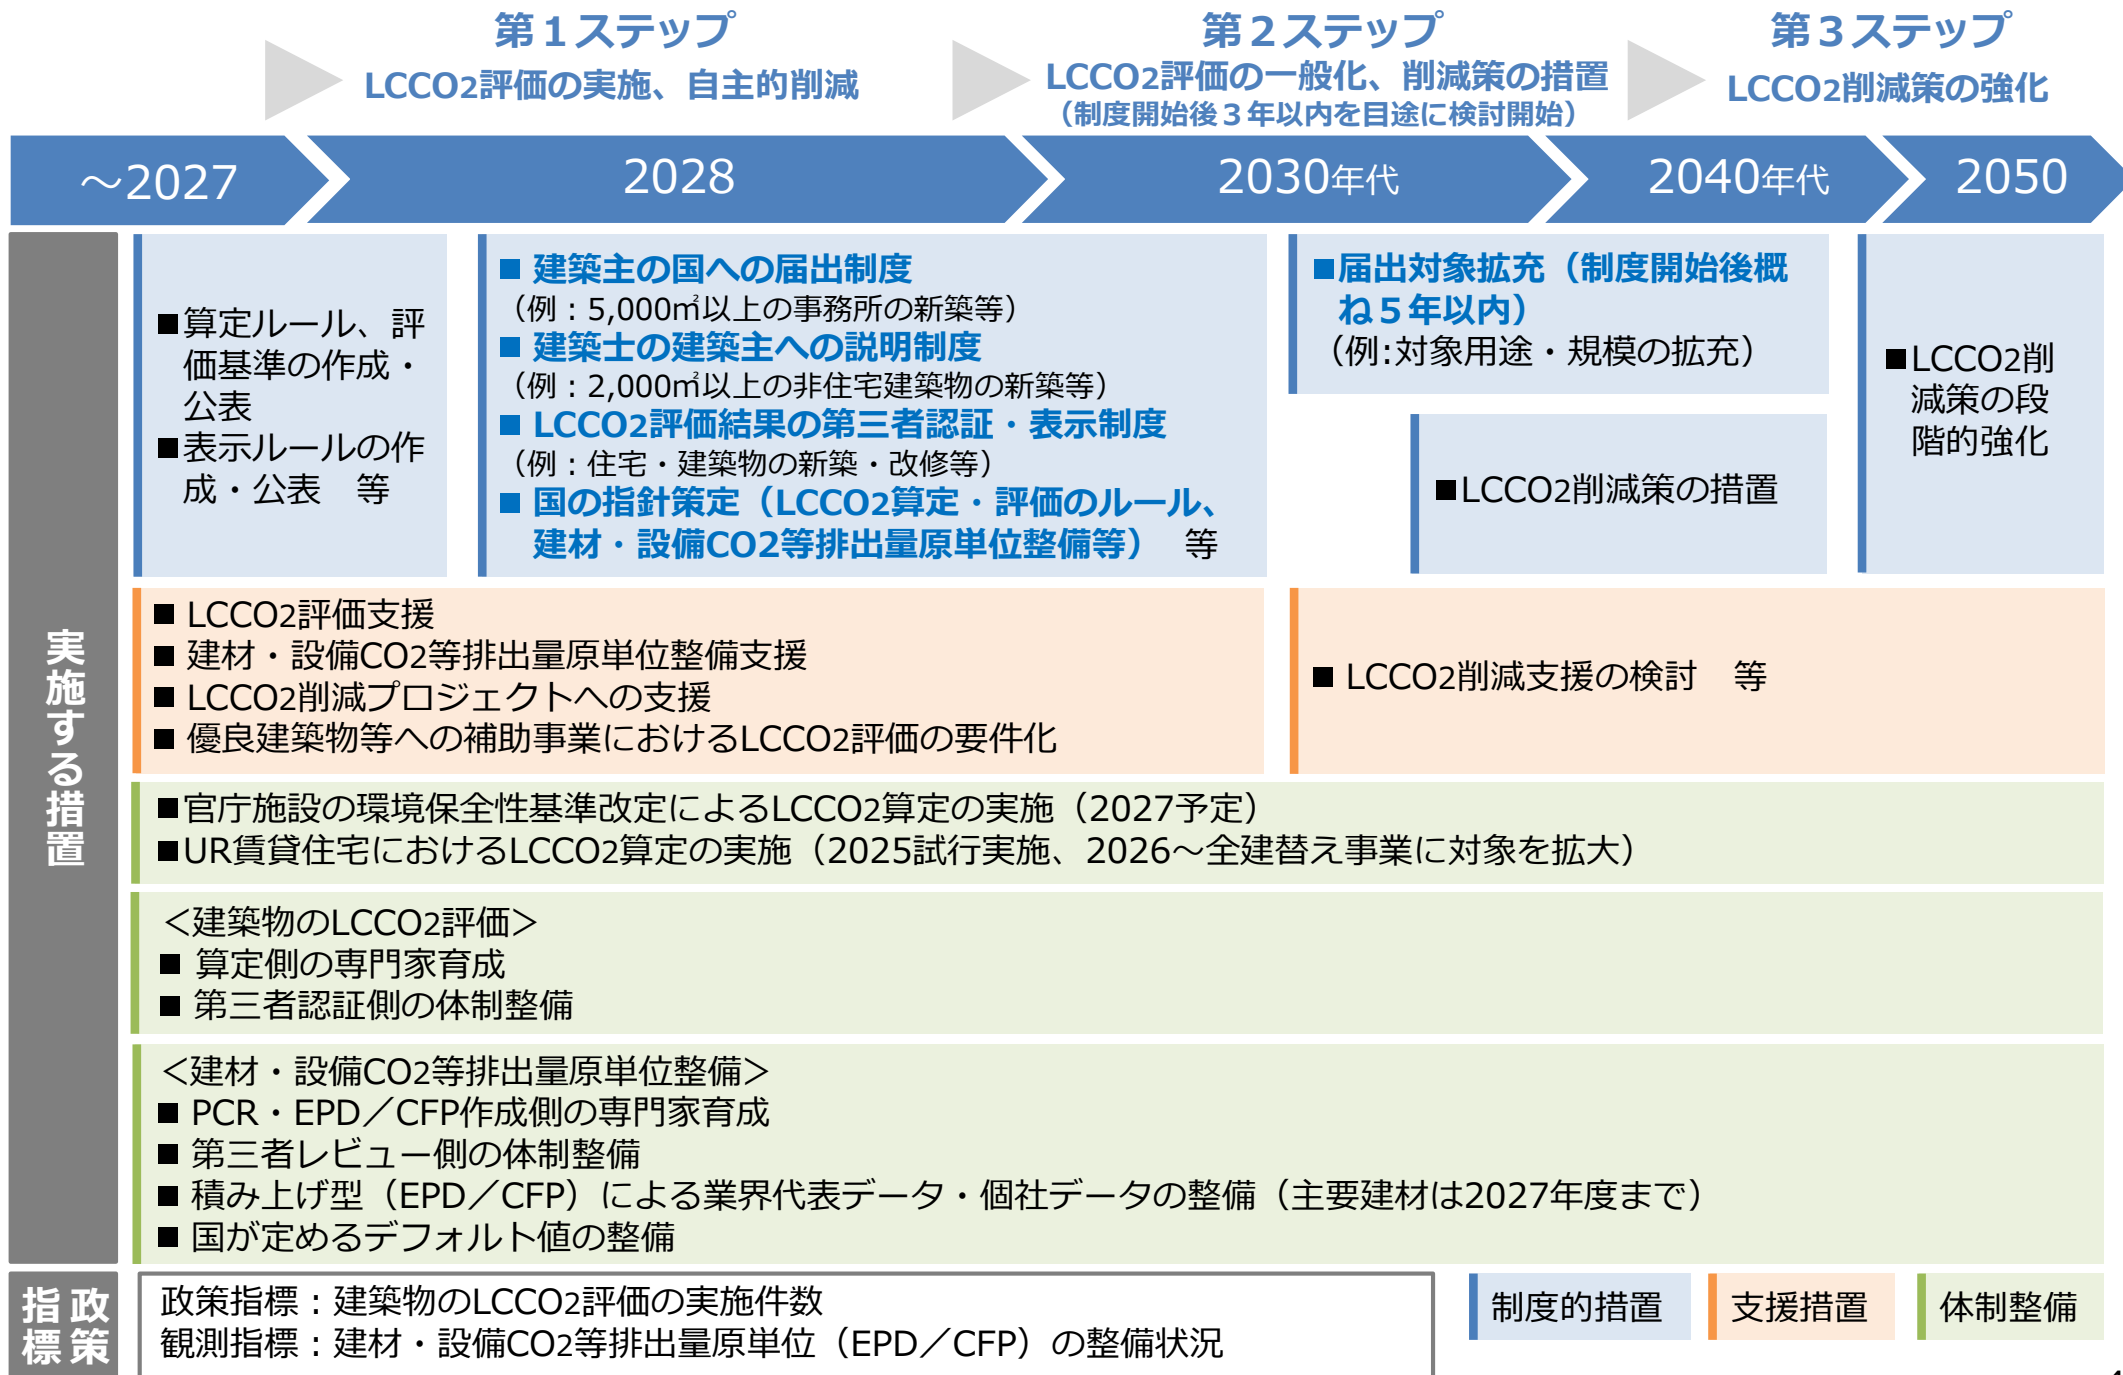 第１ステップ
LCCO2評価の実施、自主的削減
第２ステップ
LCCO2評価の一般化、削減策の措置
（制度開始後３年以内を目途に検討開始）
第３ステップ
LCCO2削減策の強化
～2027
2028
2030年代
2040年代
2050
実施する措置
■算定ルール、評
価基準の作成・
公表
■表示ルールの作
成・公表　等
■ 建築主の国への届出制度
（例：5,000㎡以上の事務所の新築等）
■ 建築士の建築主への説明制度
（例：2,000㎡以上の非住宅建築物の新築等）
■ LCCO2評価結果の第三者認証・表示制度
（例：住宅・建築物の新築・改修等）
■ 国の指針策定（LCCO2算定・評価のルール、
建材・設備CO2等排出量原単位整備等）　等
■届出対象拡充（制度開始後概
ね５年以内）
（例:対象用途・規模の拡充）
■LCCO2削減策の措置
■LCCO2削
減策の段
階的強化
■ LCCO2評価支援
■ 建材・設備CO2等排出量原単位整備支援
■ LCCO2削減プロジェクトへの支援
■ 優良建築物等への補助事業におけるLCCO2評価の要件化
■ LCCO2削減支援の検討　等
■官庁施設の環境保全性基準改定によるLCCO2算定の実施（2027予定）
■UR賃貸住宅におけるLCCO2算定の実施（2025試行実施、2026～全建替え事業に対象を拡大）
＜建築物のLCCO2評価＞
■ 算定側の専門家育成
■ 第三者認証側の体制整備
＜建材・設備CO2等排出量原単位整備＞
■ PCR・EPD／CFP作成側の専門家育成
■ 第三者レビュー側の体制整備
■ 積み上げ型（EPD／CFP）による業界代表データ・個社データの整備（主要建材は2027年度まで）
■ 国が定めるデフォルト値の整備
政策指標
政策指標：建築物のLCCO2評価の実施件数
観測指標：建材・設備CO2等排出量原単位（EPD／CFP）の整備状況
制度的措置
支援措置
体制整備